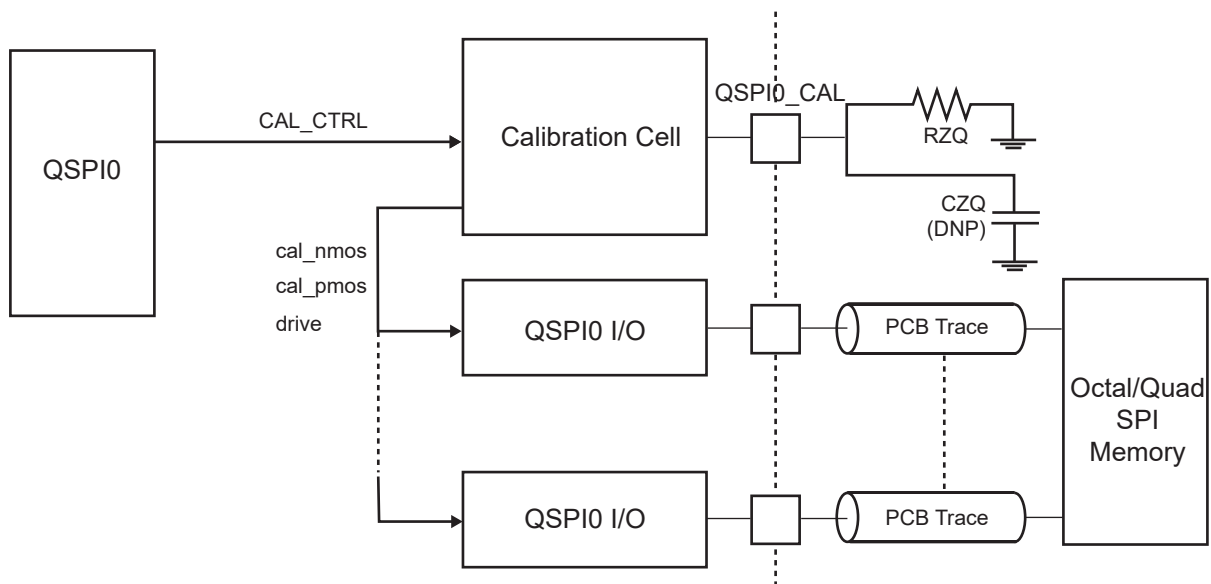 QSPI0
CAL_CTRL
Calibration Cell
QSPI0_CAL
RZQ
CZQ
(DNP)
cal_nmos
cal_pmos
drive
QSPI0 I/O
PCB Trace
Octal/Quad
SPI
Memory
QSPI0 I/O
PCB Trace